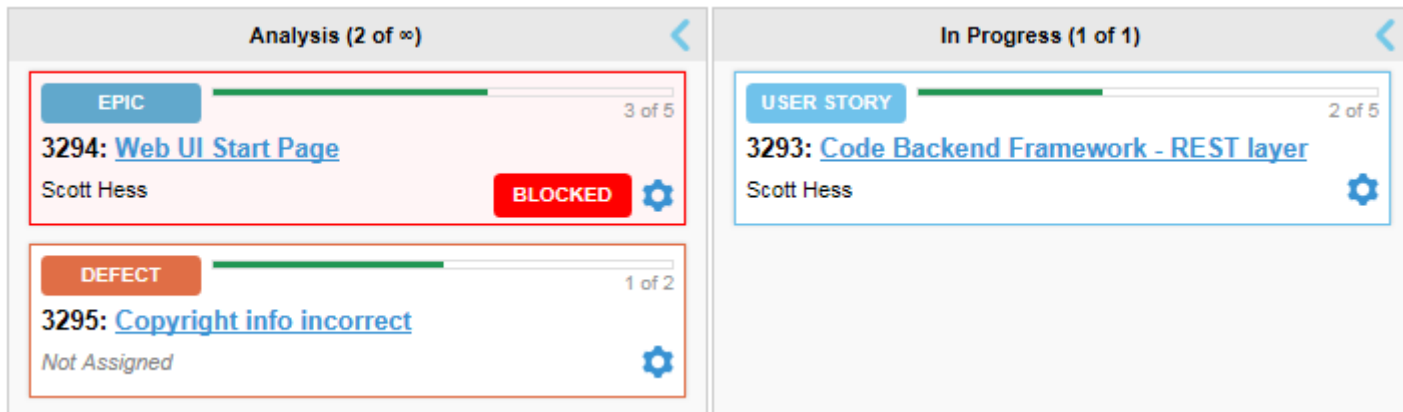 Analysis (2 of ∞)
EPIC
3 of 5
3294: Web UI Start Page
Scott Hess
BLOCKED
DEFECT
1 of 2
3295: Copyright info incorrect
Not Assigned
In Progress (1 of 1)
USER STORY
2 of 5
3293: Code Backend Framework - REST layer
Scott Hess